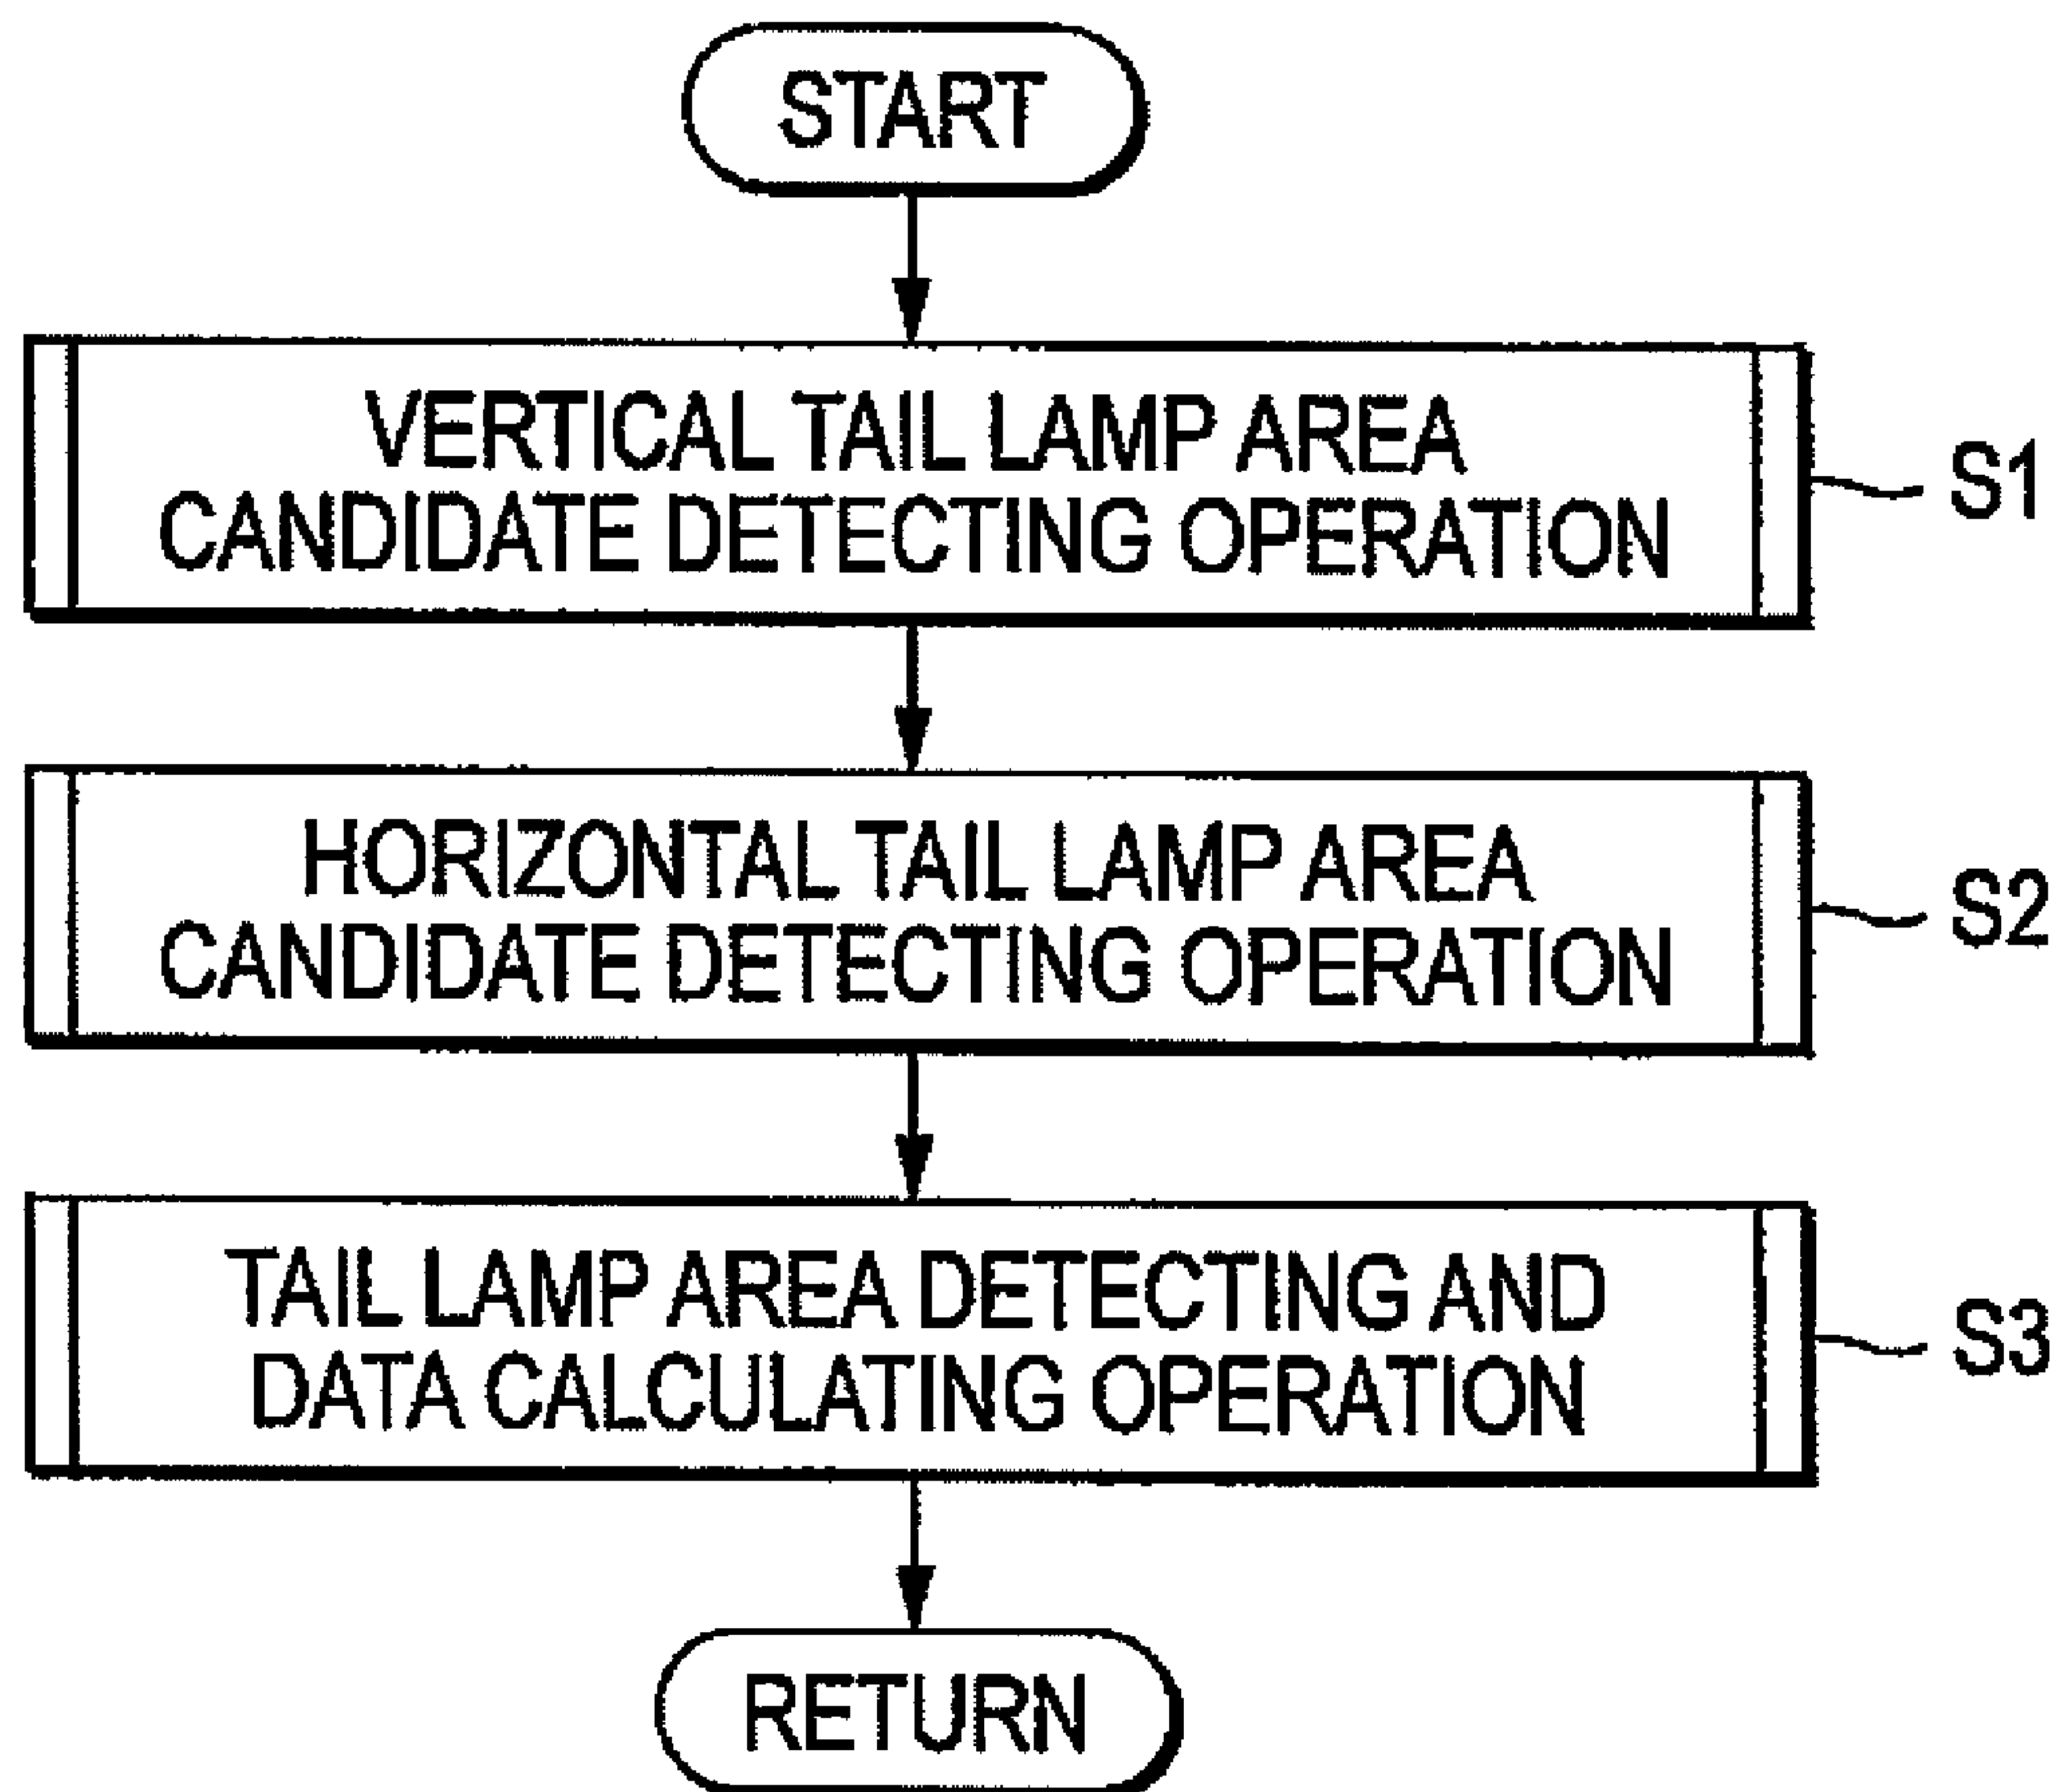 START
VERTICAL TAIL LAMP AREA
CANDIDATE DETECTING OPERATION
S1
HORIZONTAL TAIL LAMP AREA
CANDIDATE DETECTING OPERATION
S2
TAIL LAMP AREA DETECTING AND
DATA CALCULATING OPERATION
S3
RETURN